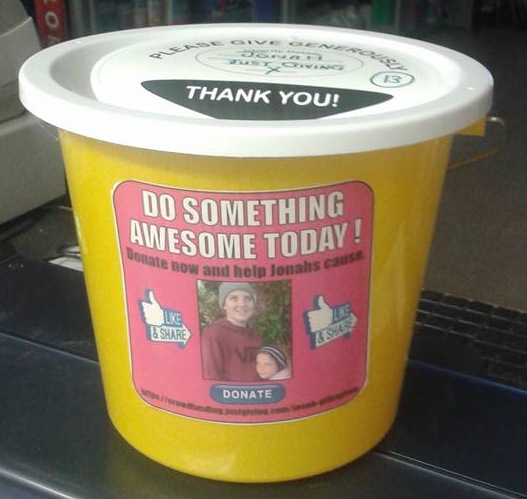 PLEASE GIVE GENEROUSLY
JONAH
JUST GIVING
13
THANK YOU!
DO SOMETHING
AWESOME TODAY !
Donate now and help Jonahs cause.
LIKE
& SHARE
LIKE
& SHARE
DONATE